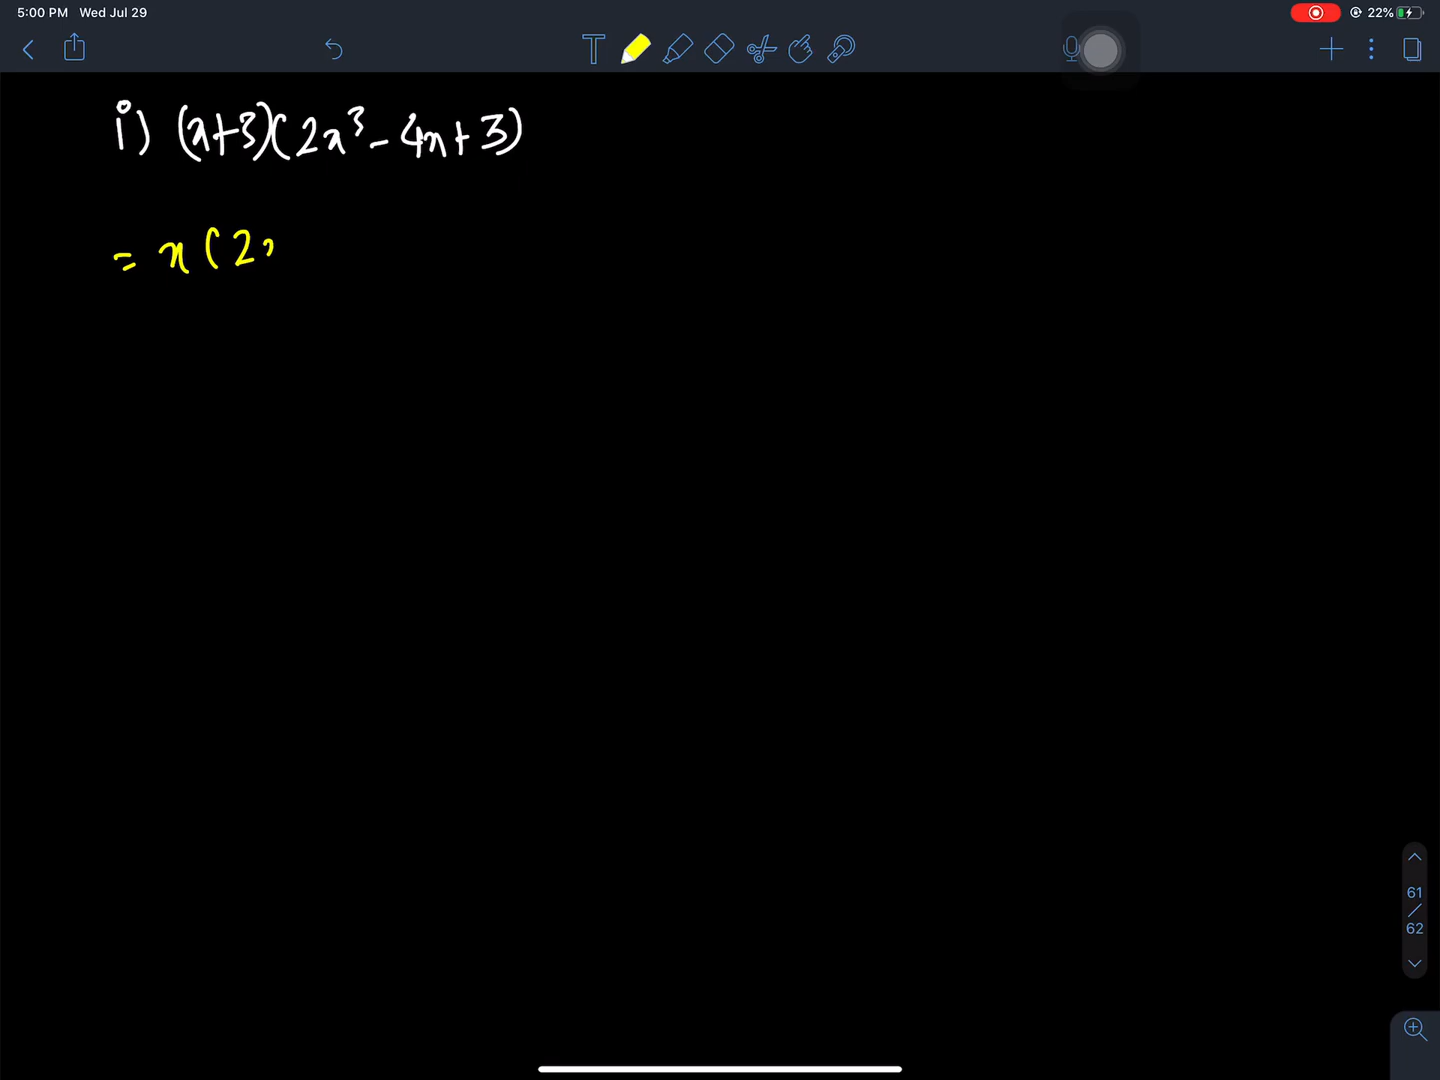 5:00 PM Wed Jul 29
22%
T
i) (x+3)(2x³ - 4x + 3)
= x (2
61
62